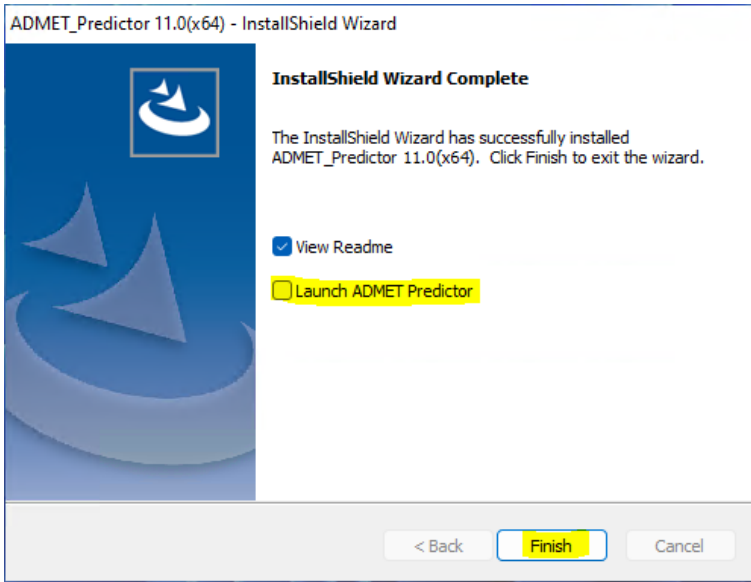 ADMET_Predictor 11.0(x64) - InstallShield Wizard
InstallShield Wizard Complete
The InstallShield Wizard has successfully installed
ADMET_Predictor 11.0(x64). Click Finish to exit the wizard.
View Readme
Launch ADMET Predictor
< Back
Finish
Cancel